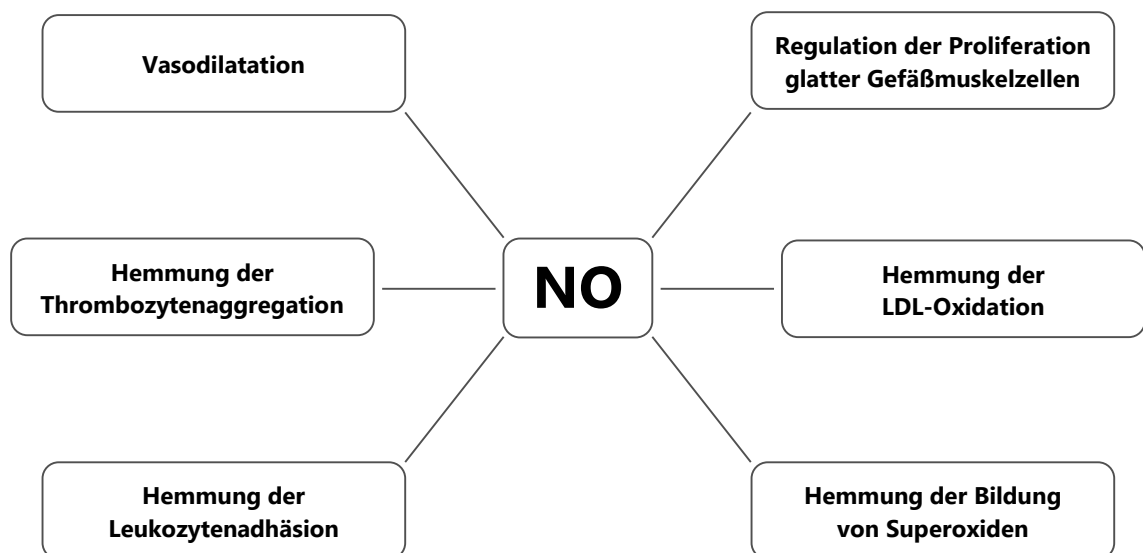 Vasodilatation
Regulation der Proliferation
glatter Gefäßmuskelzellen
Hemmung der
Thrombozytenaggregation
NO
Hemmung der
LDL-Oxidation
Hemmung der
Leukozytenadhäsion
Hemmung der Bildung
von Superoxiden